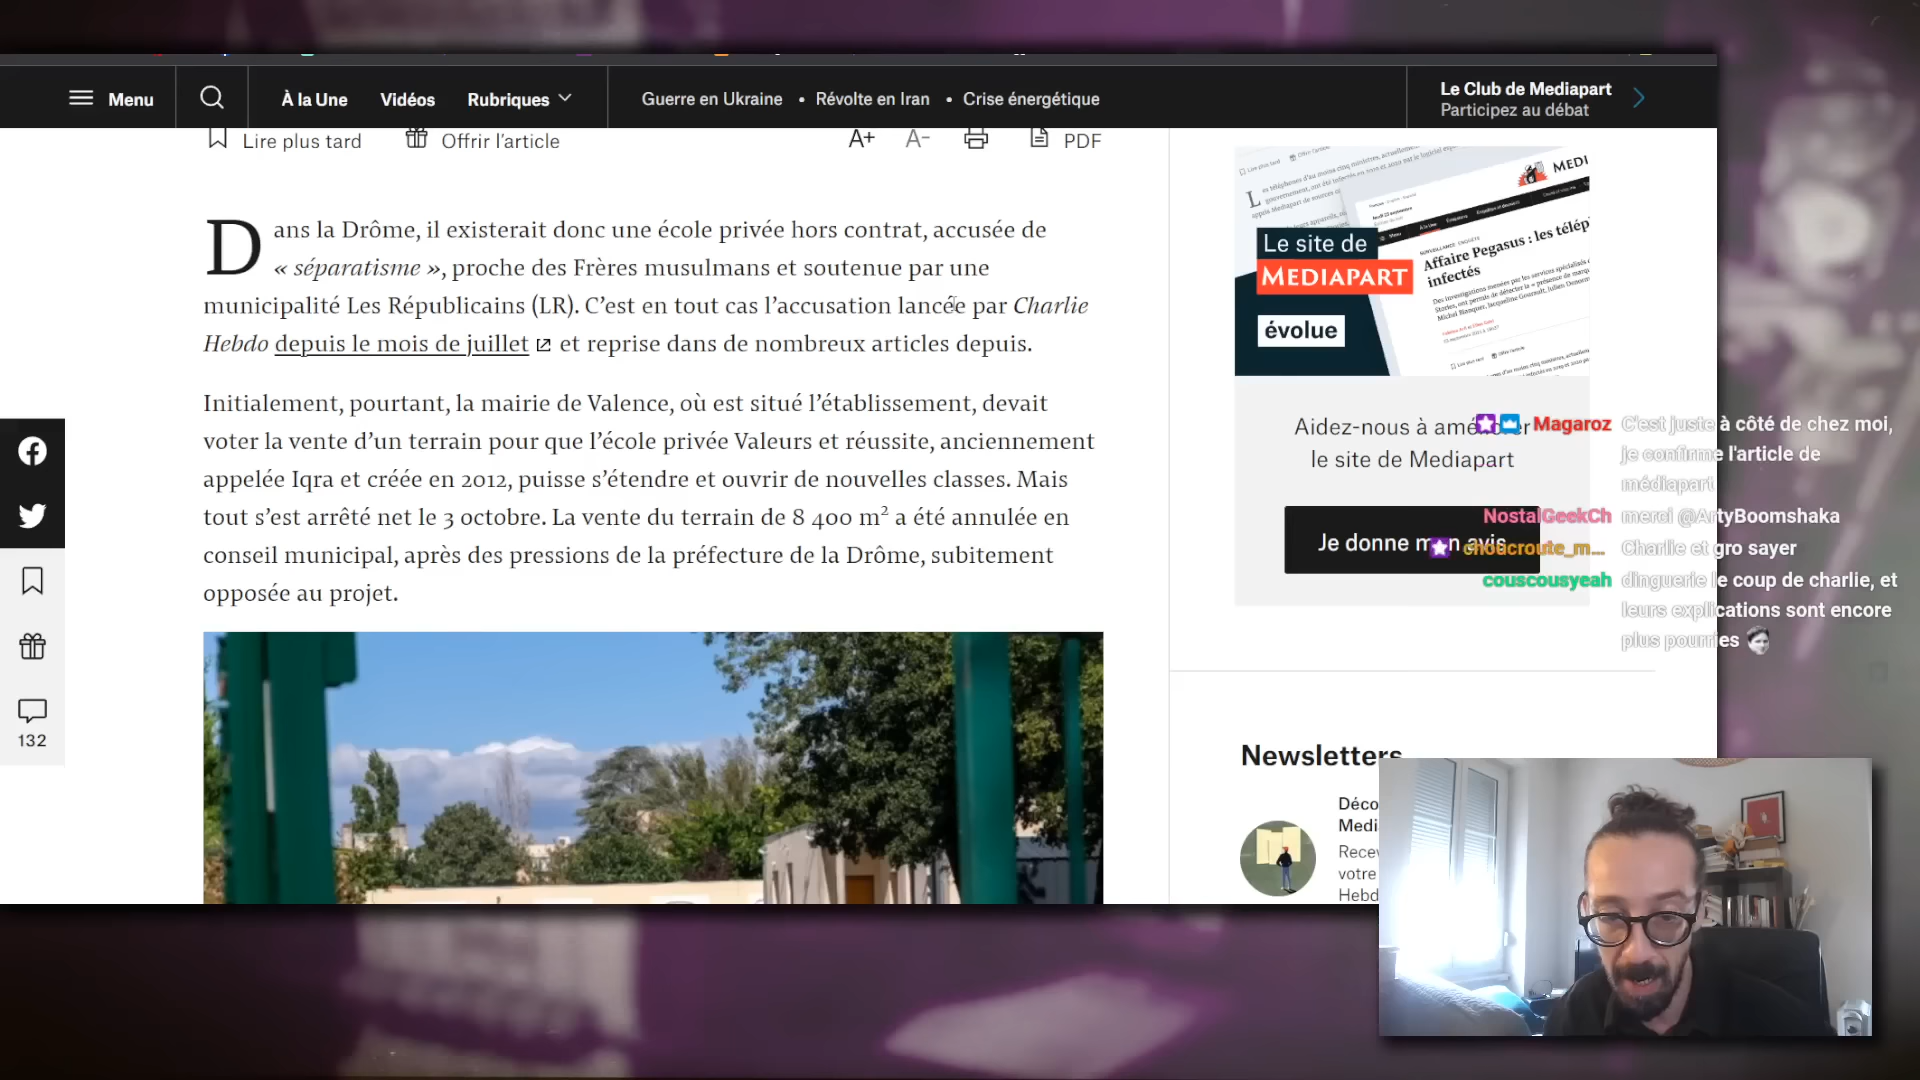 Menu
À la Une
Vidéos
Rubriques
Guerre en Ukraine • Révolte en Iran • Crise énergétique
Le Club de Mediapart
Participez au débat
Lire plus tard
Offrir l'article
A+
A-
PDF
Dans la Drôme, il existerait donc une école privée hors contrat, accusée de
« séparatisme », proche des Frères musulmans et soutenue par une
municipalité Les Républicains (LR). C'est en tout cas l'accusation lancée par Charlie
Hebdo depuis le mois de juillet et reprise dans de nombreux articles depuis.
Initialement, pourtant, la mairie de Valence, où est situé l'établissement, devait
voter la vente d'un terrain pour que l'école privée Valeurs et réussite, anciennement
appelée Iqra et créée en 2012, puisse s'étendre et ouvrir de nouvelles classes. Mais
tout s'est arrêté net le 3 octobre. La vente du terrain de 8 400 m² a été annulée en
conseil municipal, après des pressions de la préfecture de la Drôme, subitement
opposée au projet.
132
MEDI
Affaire Pegasus : les télép
infectés
Le site de
MEDIAPART
évolue
Aidez-nous à améliorer
le site de Mediapart
Je donne mon avis
Magaroz C'est juste à côté de chez moi,
je confirme l'article de
médiapart
NostalGeekCh merci @ArtyBoomshaka
choucroute_m... Charlie et gro sayer
couscousyeah dinguerie le coup de charlie, et
leurs explications sont encore
plus pourries
Newsletters
Déco
Medi
Recev
votre
Hebd